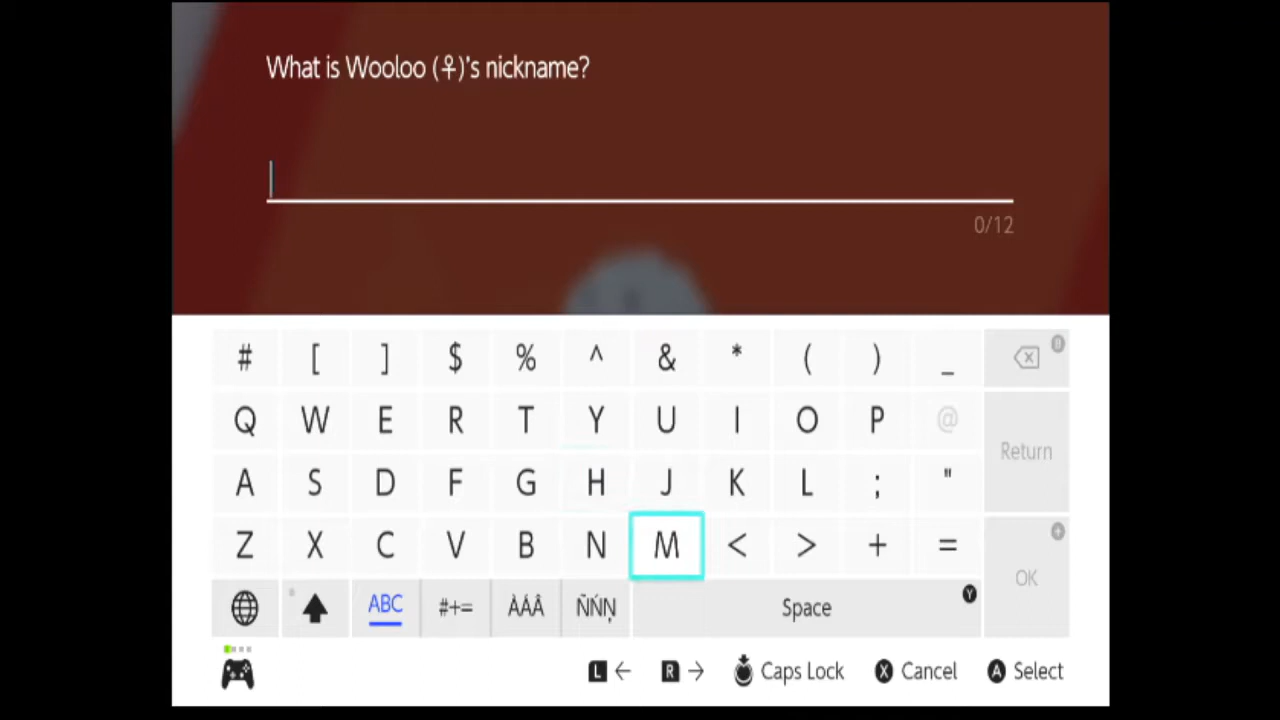 What is Wooloo (♀)'s nickname?
0/12
# [ ] $ % ^ & * ( ) _
Q W E R T Y U I O P @
Return
A S D F G H J K L ; "
Z X C V B N M < > + =
OK
ABC #+= ÀÁÂ ÑŃŅ Space Y
L ← R → Caps Lock X Cancel A Select